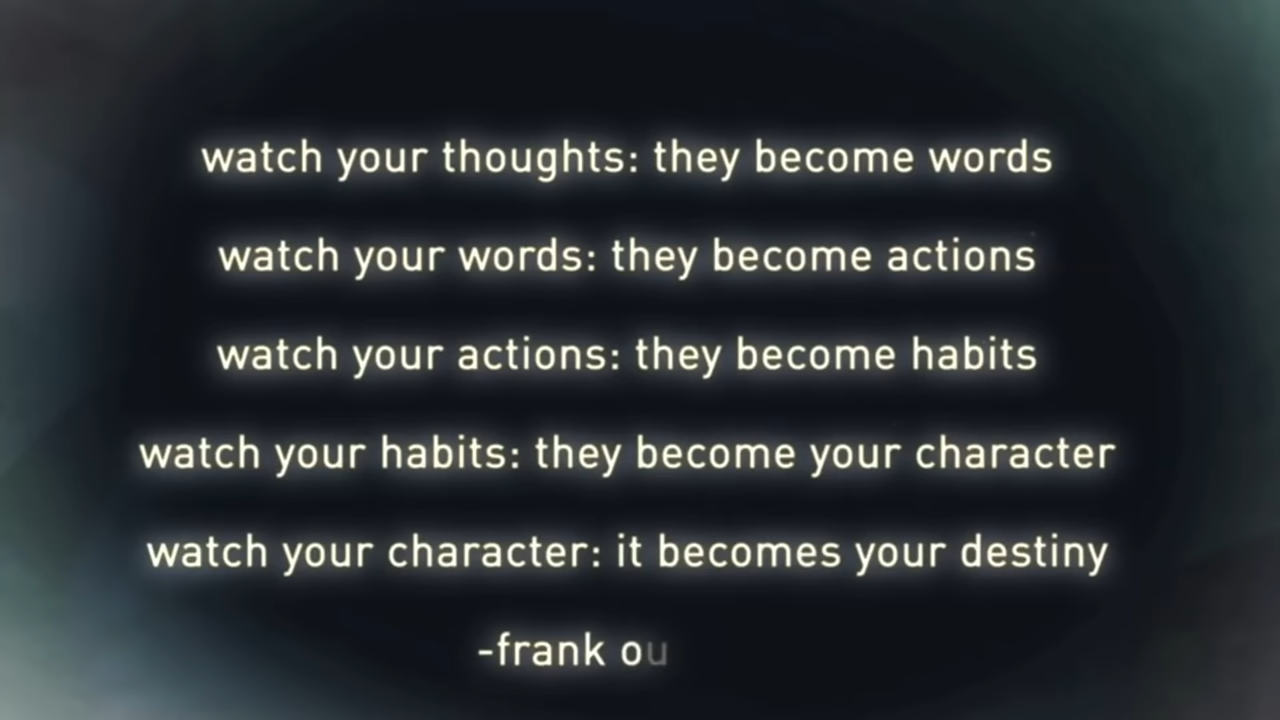 watch your thoughts: they become words
watch your words: they become actions
watch your actions: they become habits
watch your habits: they become your character
watch your character: it becomes your destiny
-frank ou